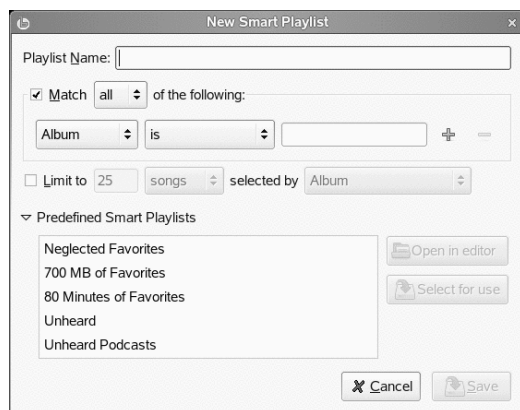 New Smart Playlist
Playlist Name:
Match all of the following:
Album is
Limit to 25 songs selected by Album
Predefined Smart Playlists
Neglected Favorites
700 MB of Favorites
80 Minutes of Favorites
Unheard
Unheard Podcasts
Open in editor
Select for use
Cancel Save